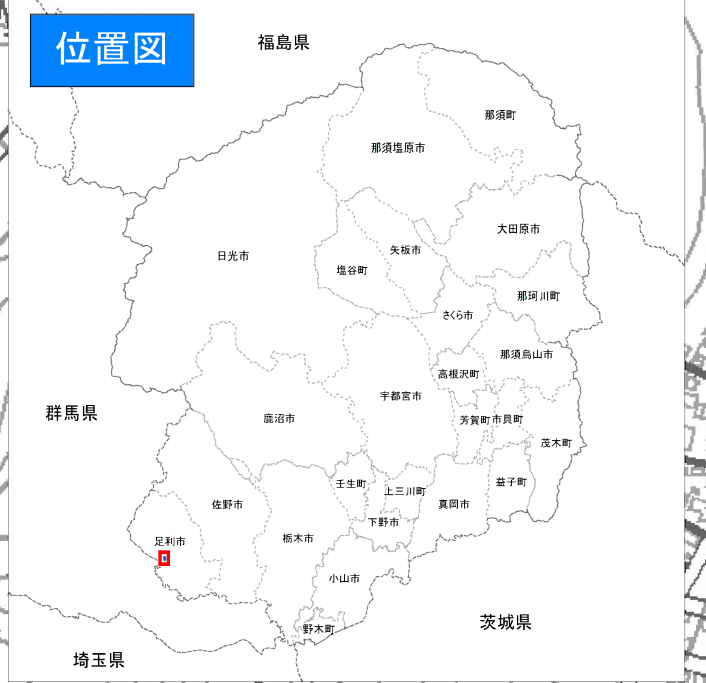 位置図
福島県
那須町
那須塩原市
大田原市
日光市
矢板市
塩谷町
那珂川町
さくら市
那須烏山市
高根沢町
宇都宮市
群馬県
鹿沼市
芳賀町
市貝町
茂木町
壬生町
上三川町
益子町
佐野市
真岡市
下野市
栃木市
足利市
小山市
野木町
茨城県
埼玉県